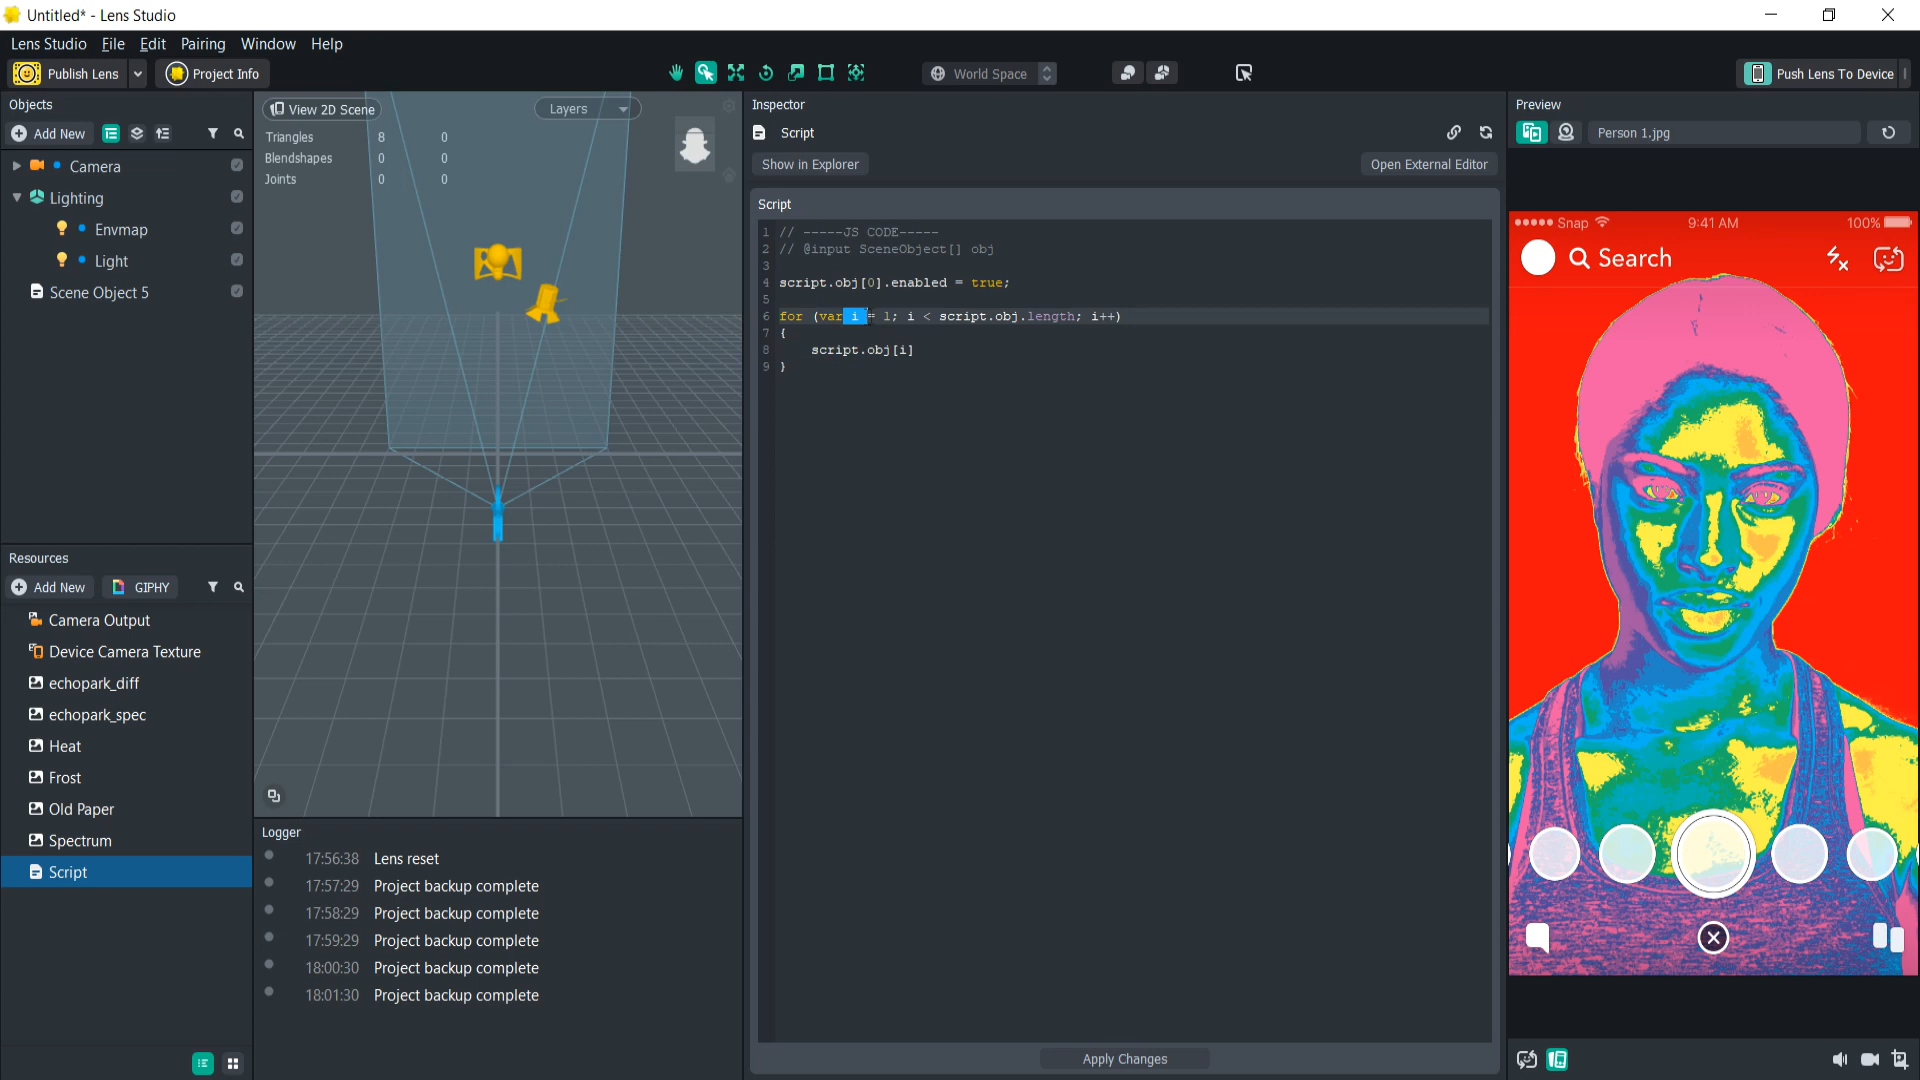 Untitled* - Lens Studio
Lens Studio File Edit Pairing Window Help
Publish Lens Project Info World Space Push Lens To Device
Objects
Add New
Camera
Lighting
Envmap
Light
Scene Object 5
Resources
Add New GIPHY
Camera Output
Device Camera Texture
echopark_diff
echopark_spec
Heat
Frost
Old Paper
Spectrum
Script
View 2D Scene Layers
Triangles 8 0
Blendshapes 0 0
Joints 0 0
Logger
17:56:38 Lens reset
17:57:29 Project backup complete
17:58:29 Project backup complete
17:59:29 Project backup complete
18:00:30 Project backup complete
18:01:30 Project backup complete
Inspector
Script
Show in Explorer Open External Editor
Script
1 // -----JS CODE-----
2 // @input SceneObject[] obj
3
4 script.obj[0].enabled = true;
5
6 for (var i = 1; i < script.obj.length; i++)
7 {
8 script.obj[i]
9 }
Apply Changes
Preview
Person 1.jpg
Snap 9:41 AM 100%
Search